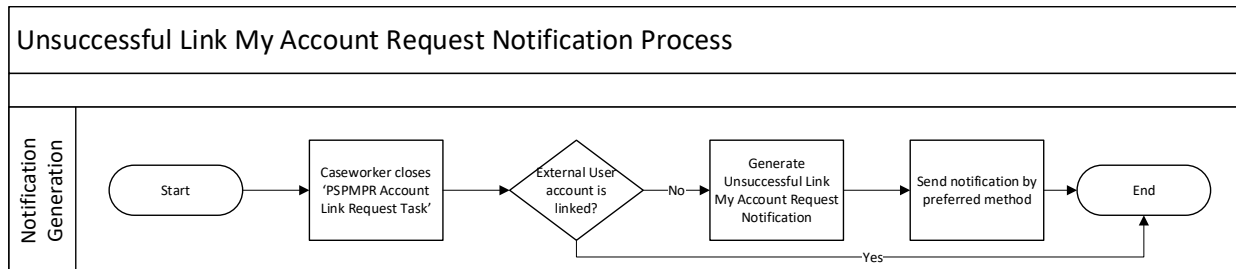 Unsuccessful Link My Account Request Notification Process
Notification
Generation
Start
Caseworker closes
‘PSPMPR Account
Link Request Task’
External User
account is
linked?
No
Generate
Unsuccessful Link
My Account Request
Notification
Send notification by
preferred method
End
Yes